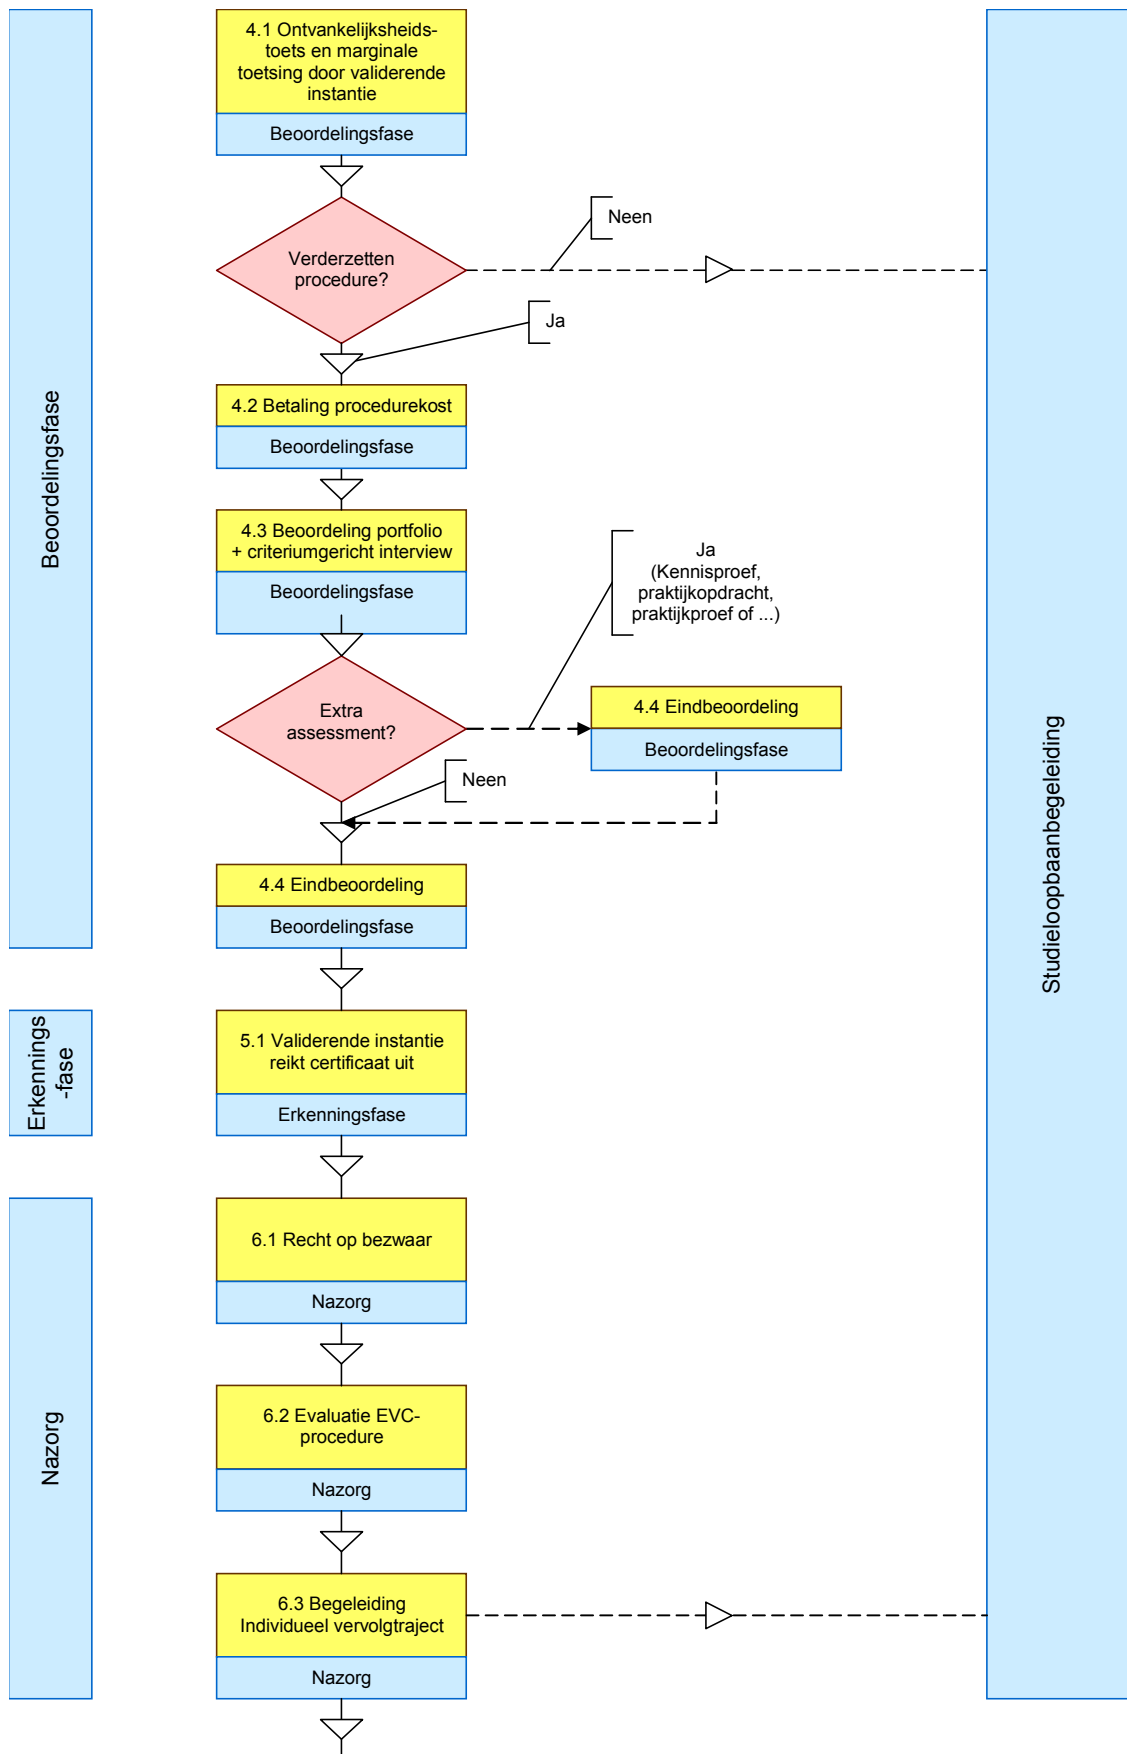 4.1 Ontvankelijksheids-
toets en marginale
toetsing door validerende
instantie
Beoordelingsfase
Neen
Verderzetten
procedure?
Ja
4.2 Betaling procedurekost
Beoordelingsfase
4.3 Beoordeling portfolio
+ criteriumgericht interview
Beoordelingsfase
Ja
(Kennisproef,
praktijkopdracht,
praktijkproef of ...)
Extra
assessment?
4.4 Eindbeoordeling
Beoordelingsfase
Neen
4.4 Eindbeoordeling
Beoordelingsfase
5.1 Validerende instantie
reikt certificaat uit
Erkenningsfase
6.1 Recht op bezwaar
Nazorg
6.2 Evaluatie EVC-
procedure
Nazorg
6.3 Begeleiding
Individueel vervolgtraject
Nazorg
Beoordelingsfase
Erkennings
-fase
Nazorg
Studieloopbaanbegeleiding